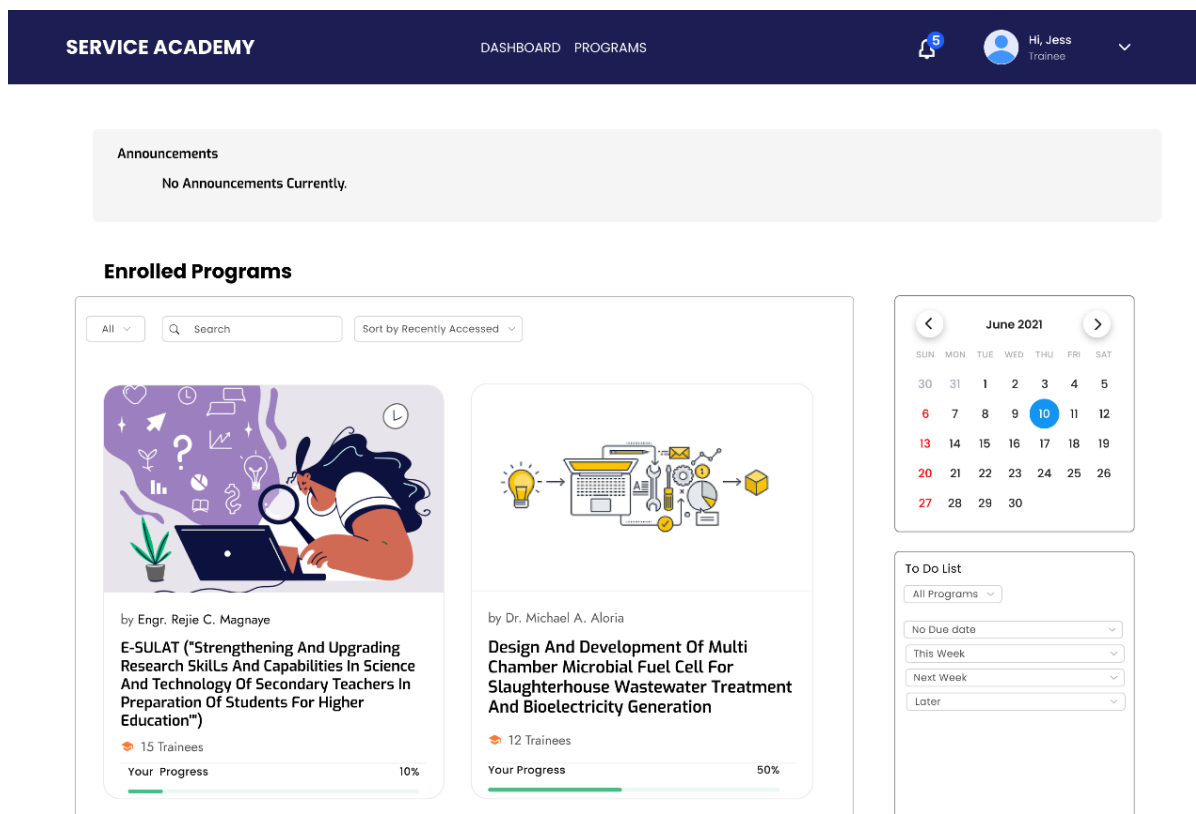 SERVICE ACADEMY
DASHBOARD PROGRAMS
5
Hi, Jess
Trainee
Announcements
No Announcements Currently.
Enrolled Programs
All
Search
Sort by Recently Accessed
by Engr. Rejie C. Magnaye
E-SULAT ("Strengthening And Upgrading
Research SkilLs And Capabilities In Science
And Technology Of Secondary Teachers In
Preparation Of Students For Higher
Education'")
15 Trainees
Your Progress 10%
by Dr. Michael A. Aloria
Design And Development Of Multi
Chamber Microbial Fuel Cell For
Slaughterhouse Wastewater Treatment
And Bioelectricity Generation
12 Trainees
Your Progress 50%
June 2021
SUN MON TUE WED THU FRI SAT
30 31 1 2 3 4 5
6 7 8 9 10 11 12
13 14 15 16 17 18 19
20 21 22 23 24 25 26
27 28 29 30
To Do List
All Programs
No Due date
This Week
Next Week
Later